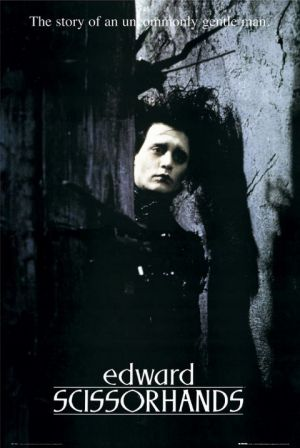 The story of an uncommonly gentle man.
edward
SCISSORHANDS